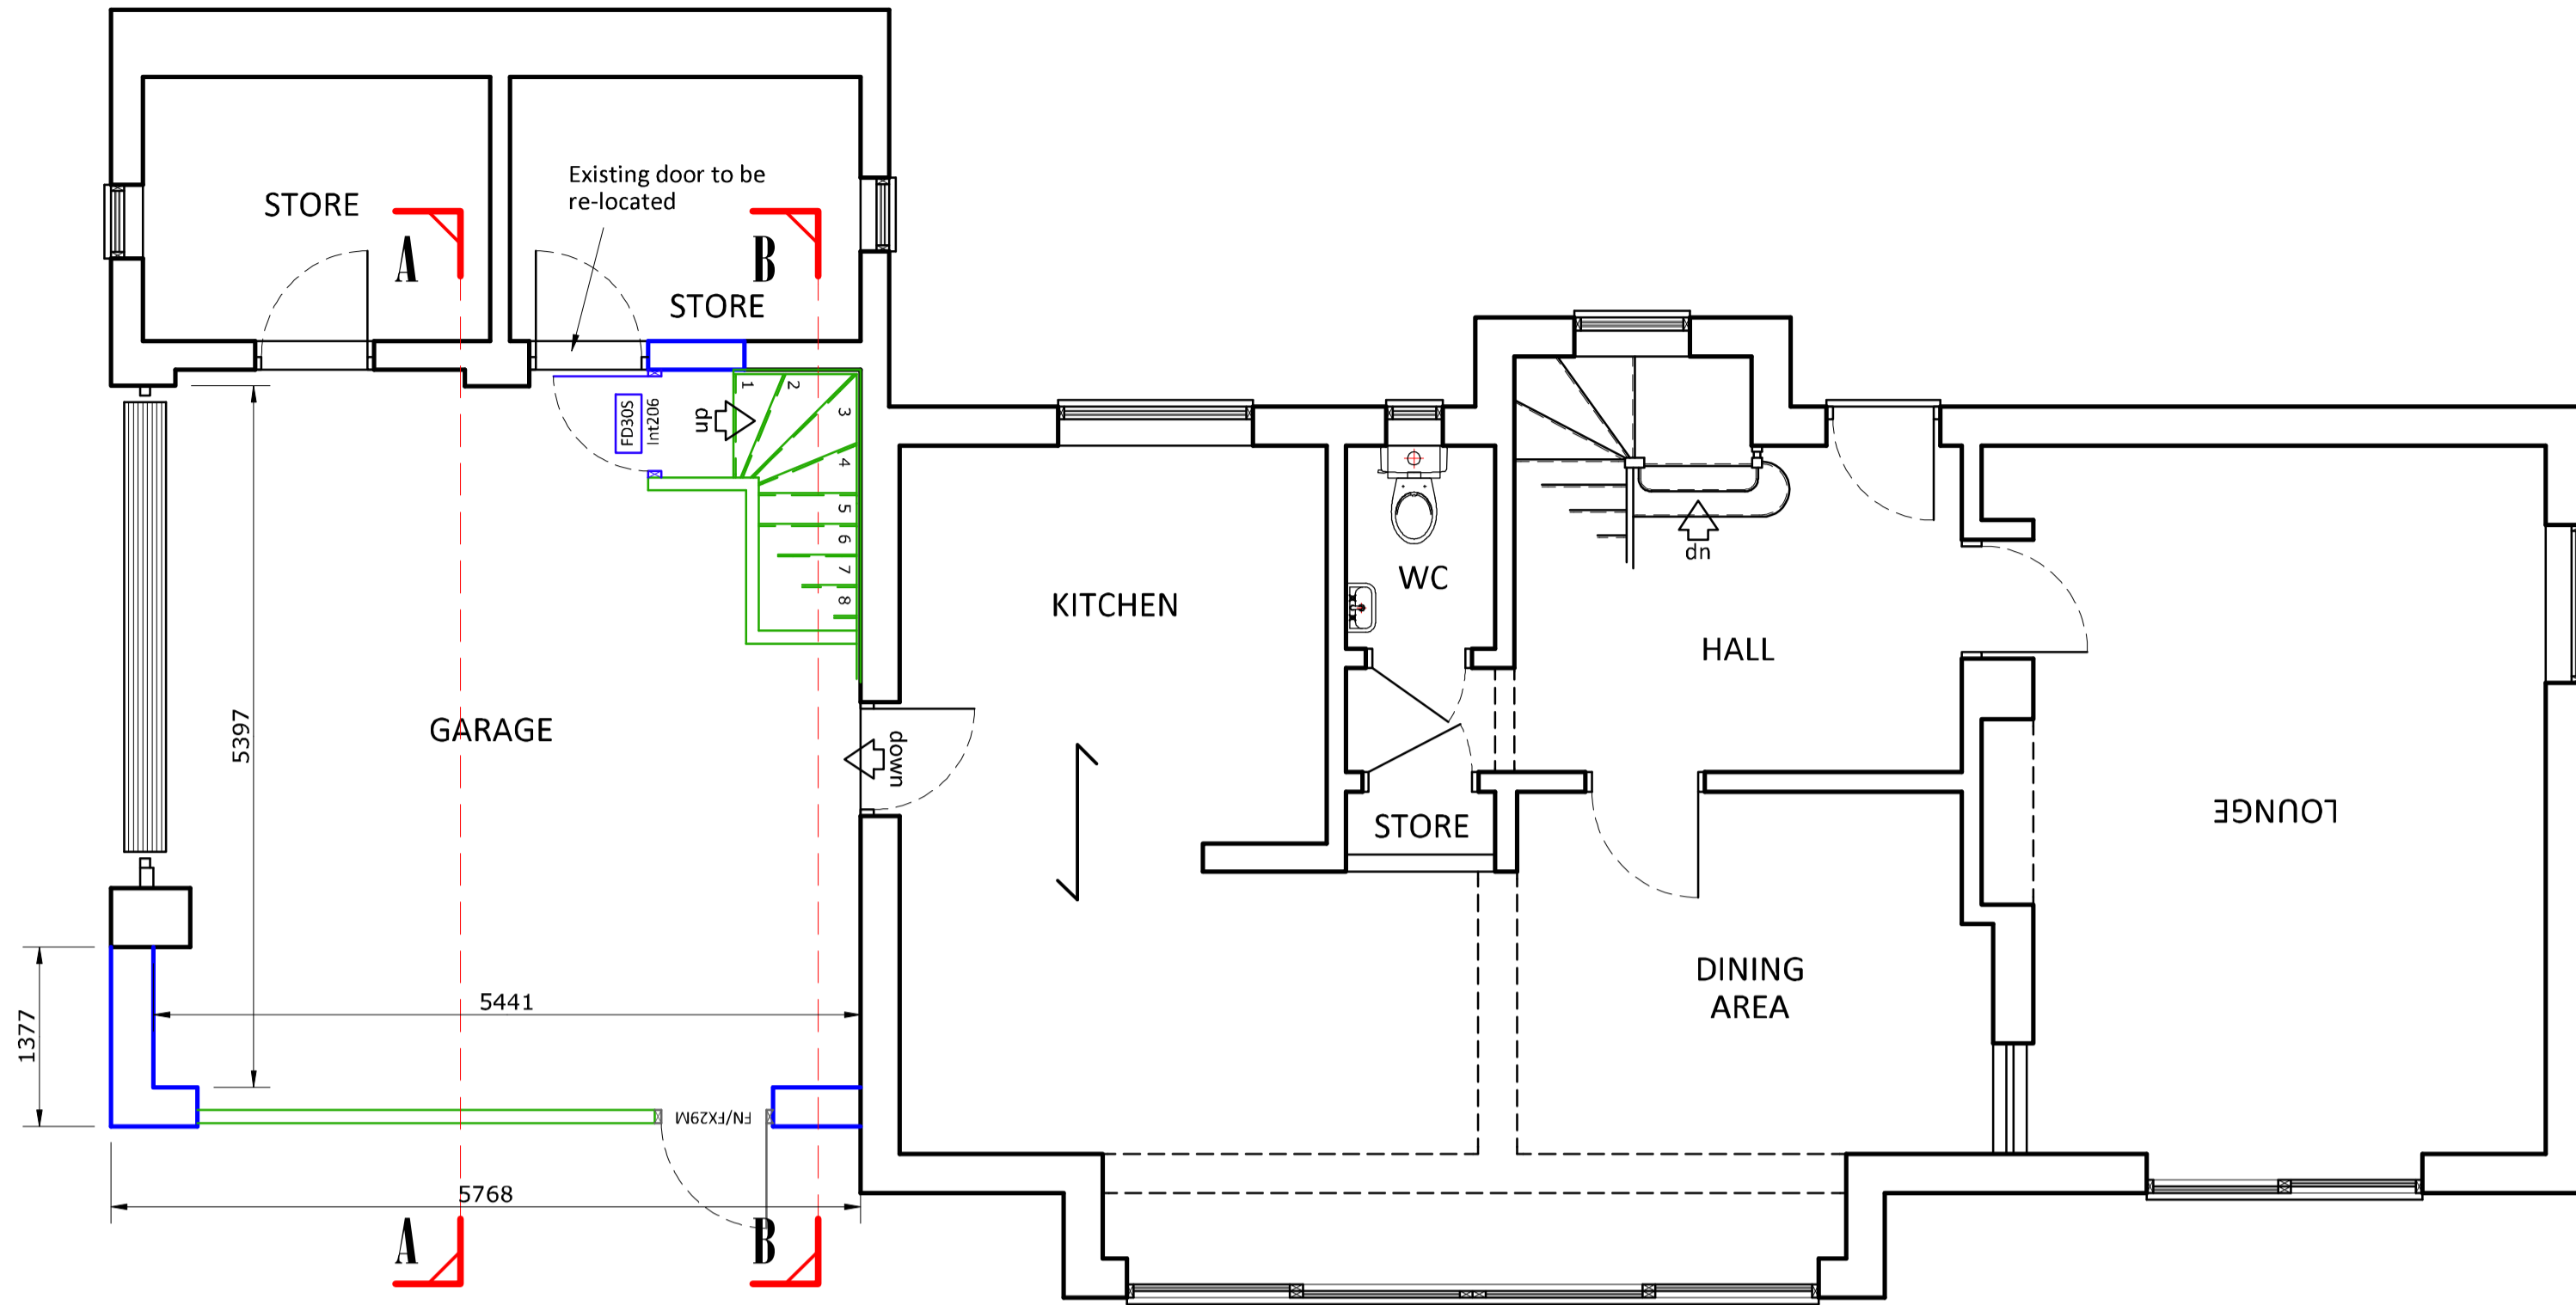 Existing door to be
re-located
STORE
A
B
STORE
FD30S
Int206
dn
1
2
3
4
5
6
7
8
KITCHEN
WC
dn
HALL
GARAGE
5397
down
STORE
LOUNGE
DINING
AREA
5441
1377
FN/FX29M
5768
A
B